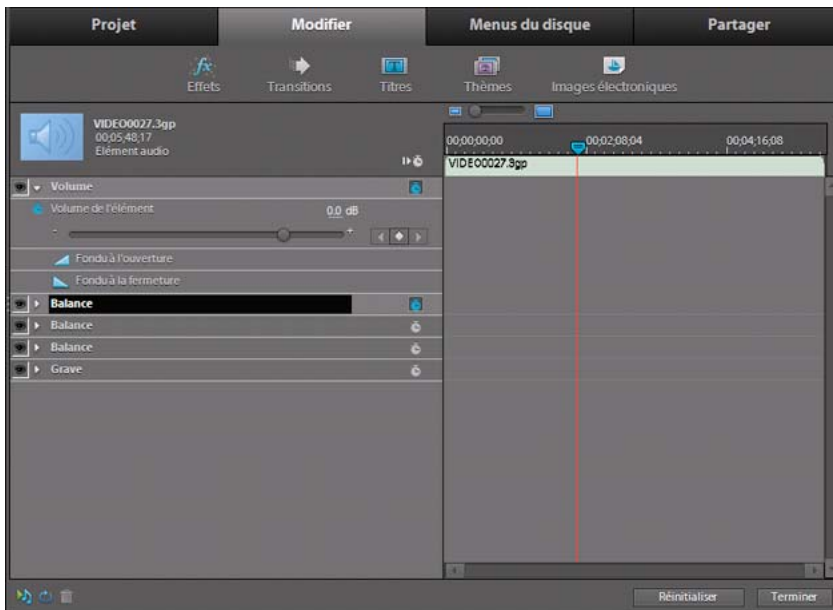 Projet Modifier Menus du disque Partager
Effets Transitions Titres Thèmes Images électroniques
VIDEO0027.3gp
00;05;48;17
Elément audio
00;00;00;00 00;02;08;04 00;04;16;08
VIDEO0027.3gp
Volume
Volume de l'élément 0.0 dB
- +
Fondu à l'ouverture
Fondu à la fermeture
Balance
Balance
Balance
Grave
Réinitialiser Terminer